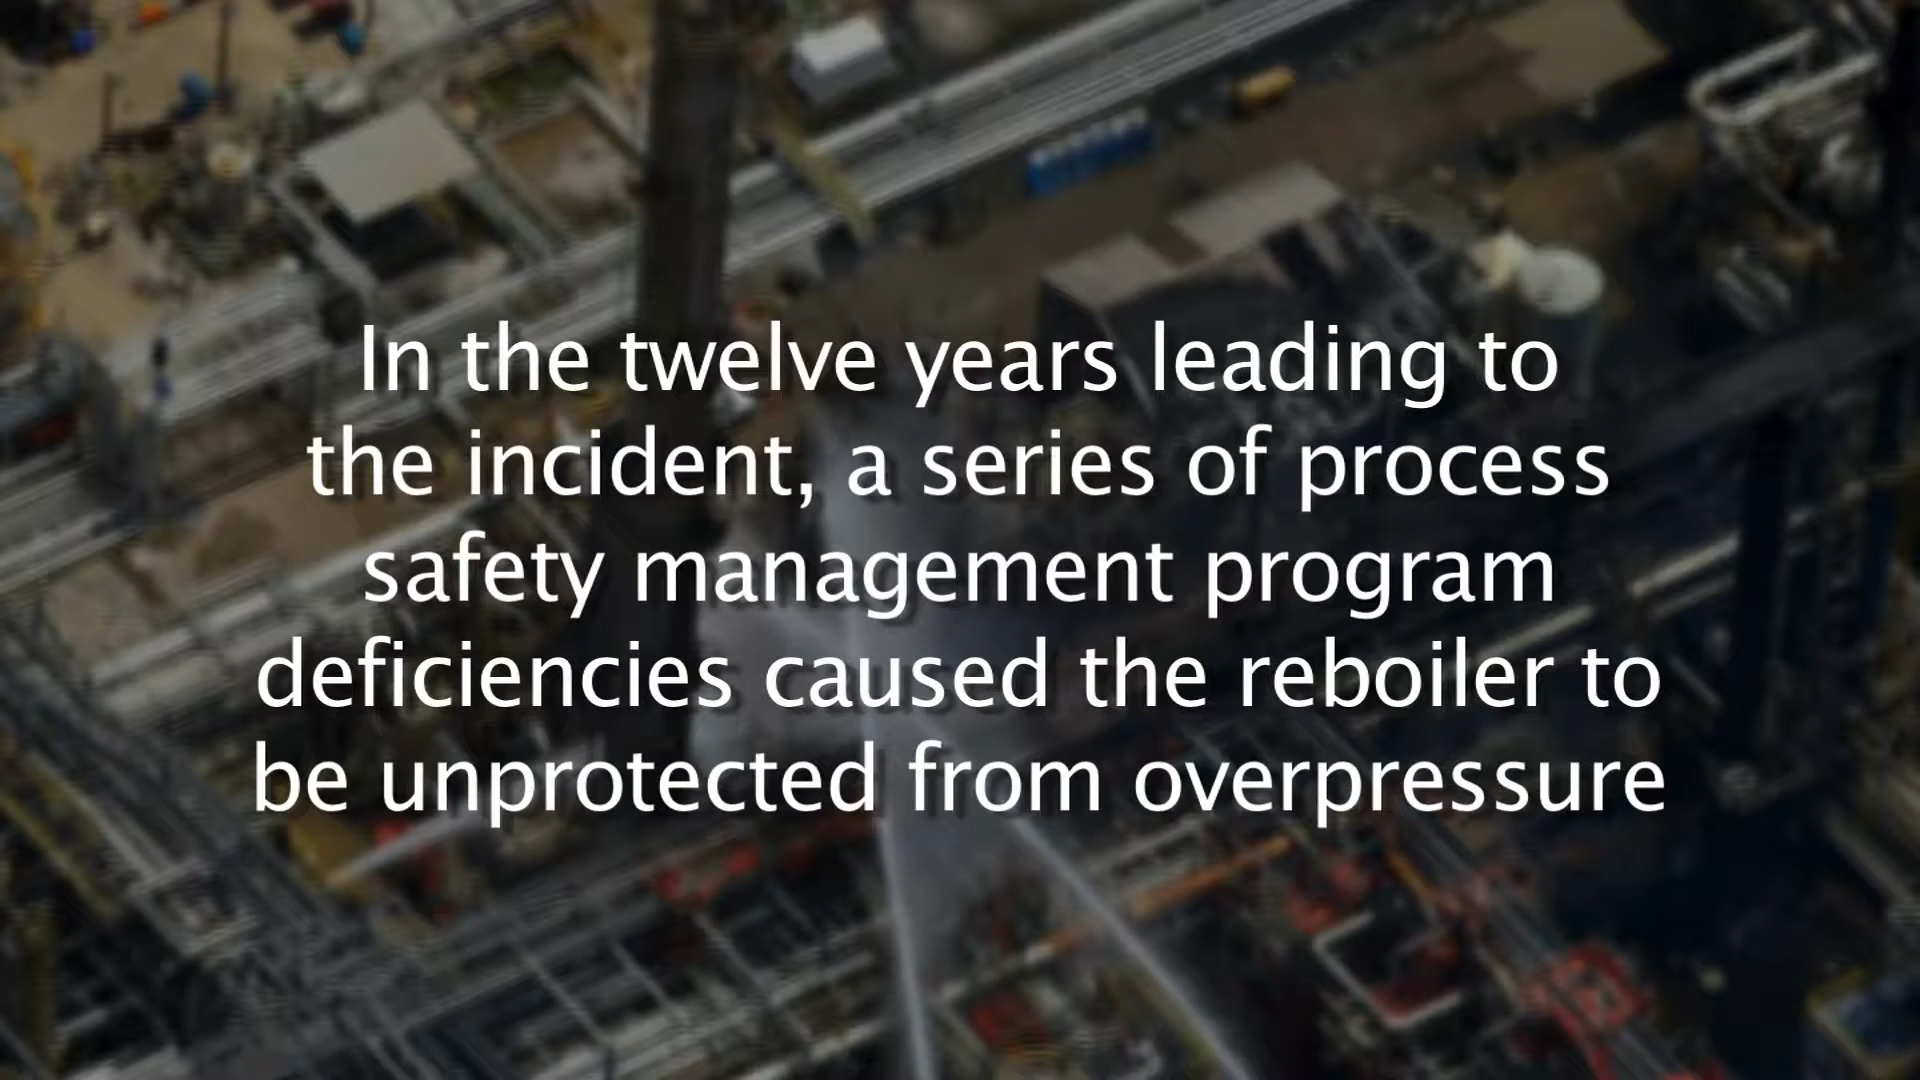 In the twelve years leading to
the incident, a series of process
safety management program
deficiencies caused the reboiler to
be unprotected from overpressure